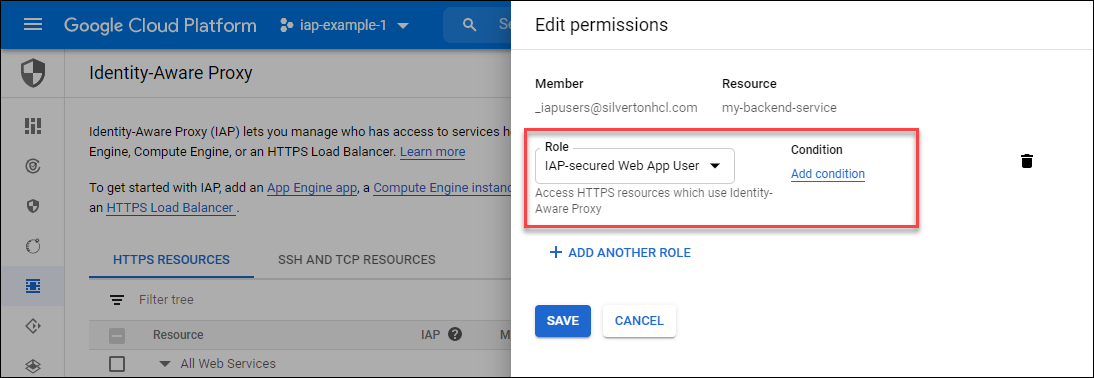 Google Cloud Platform
iap-example-1
Se
Identity-Aware Proxy
Identity-Aware Proxy (IAP) lets you manage who has access to services h
Engine, Compute Engine, or an HTTPS Load Balancer. Learn more
To get started with IAP, add an App Engine app, a Compute Engine instanc
an HTTPS Load Balancer .
HTTPS RESOURCES
SSH AND TCP RESOURCES
Filter tree
Resource
IAP
?
M
All Web Services
Edit permissions
Member
Resource
_iapusers@silvertonhcl.com
my-backend-service
Role
Condition
IAP-secured Web App User
Add condition
Access HTTPS resources which use Identity-
Aware Proxy
+ ADD ANOTHER ROLE
SAVE
CANCEL